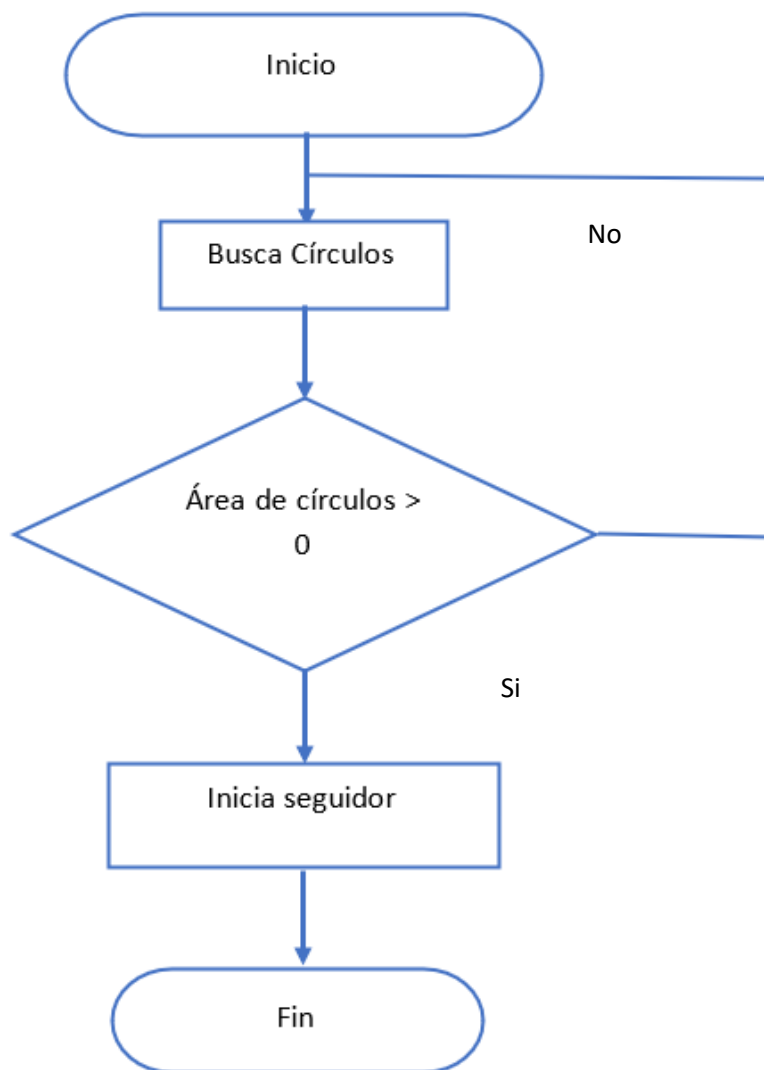 Inicio
No
Busca Círculos
Área de círculos >
0
Si
Inicia seguidor
Fin